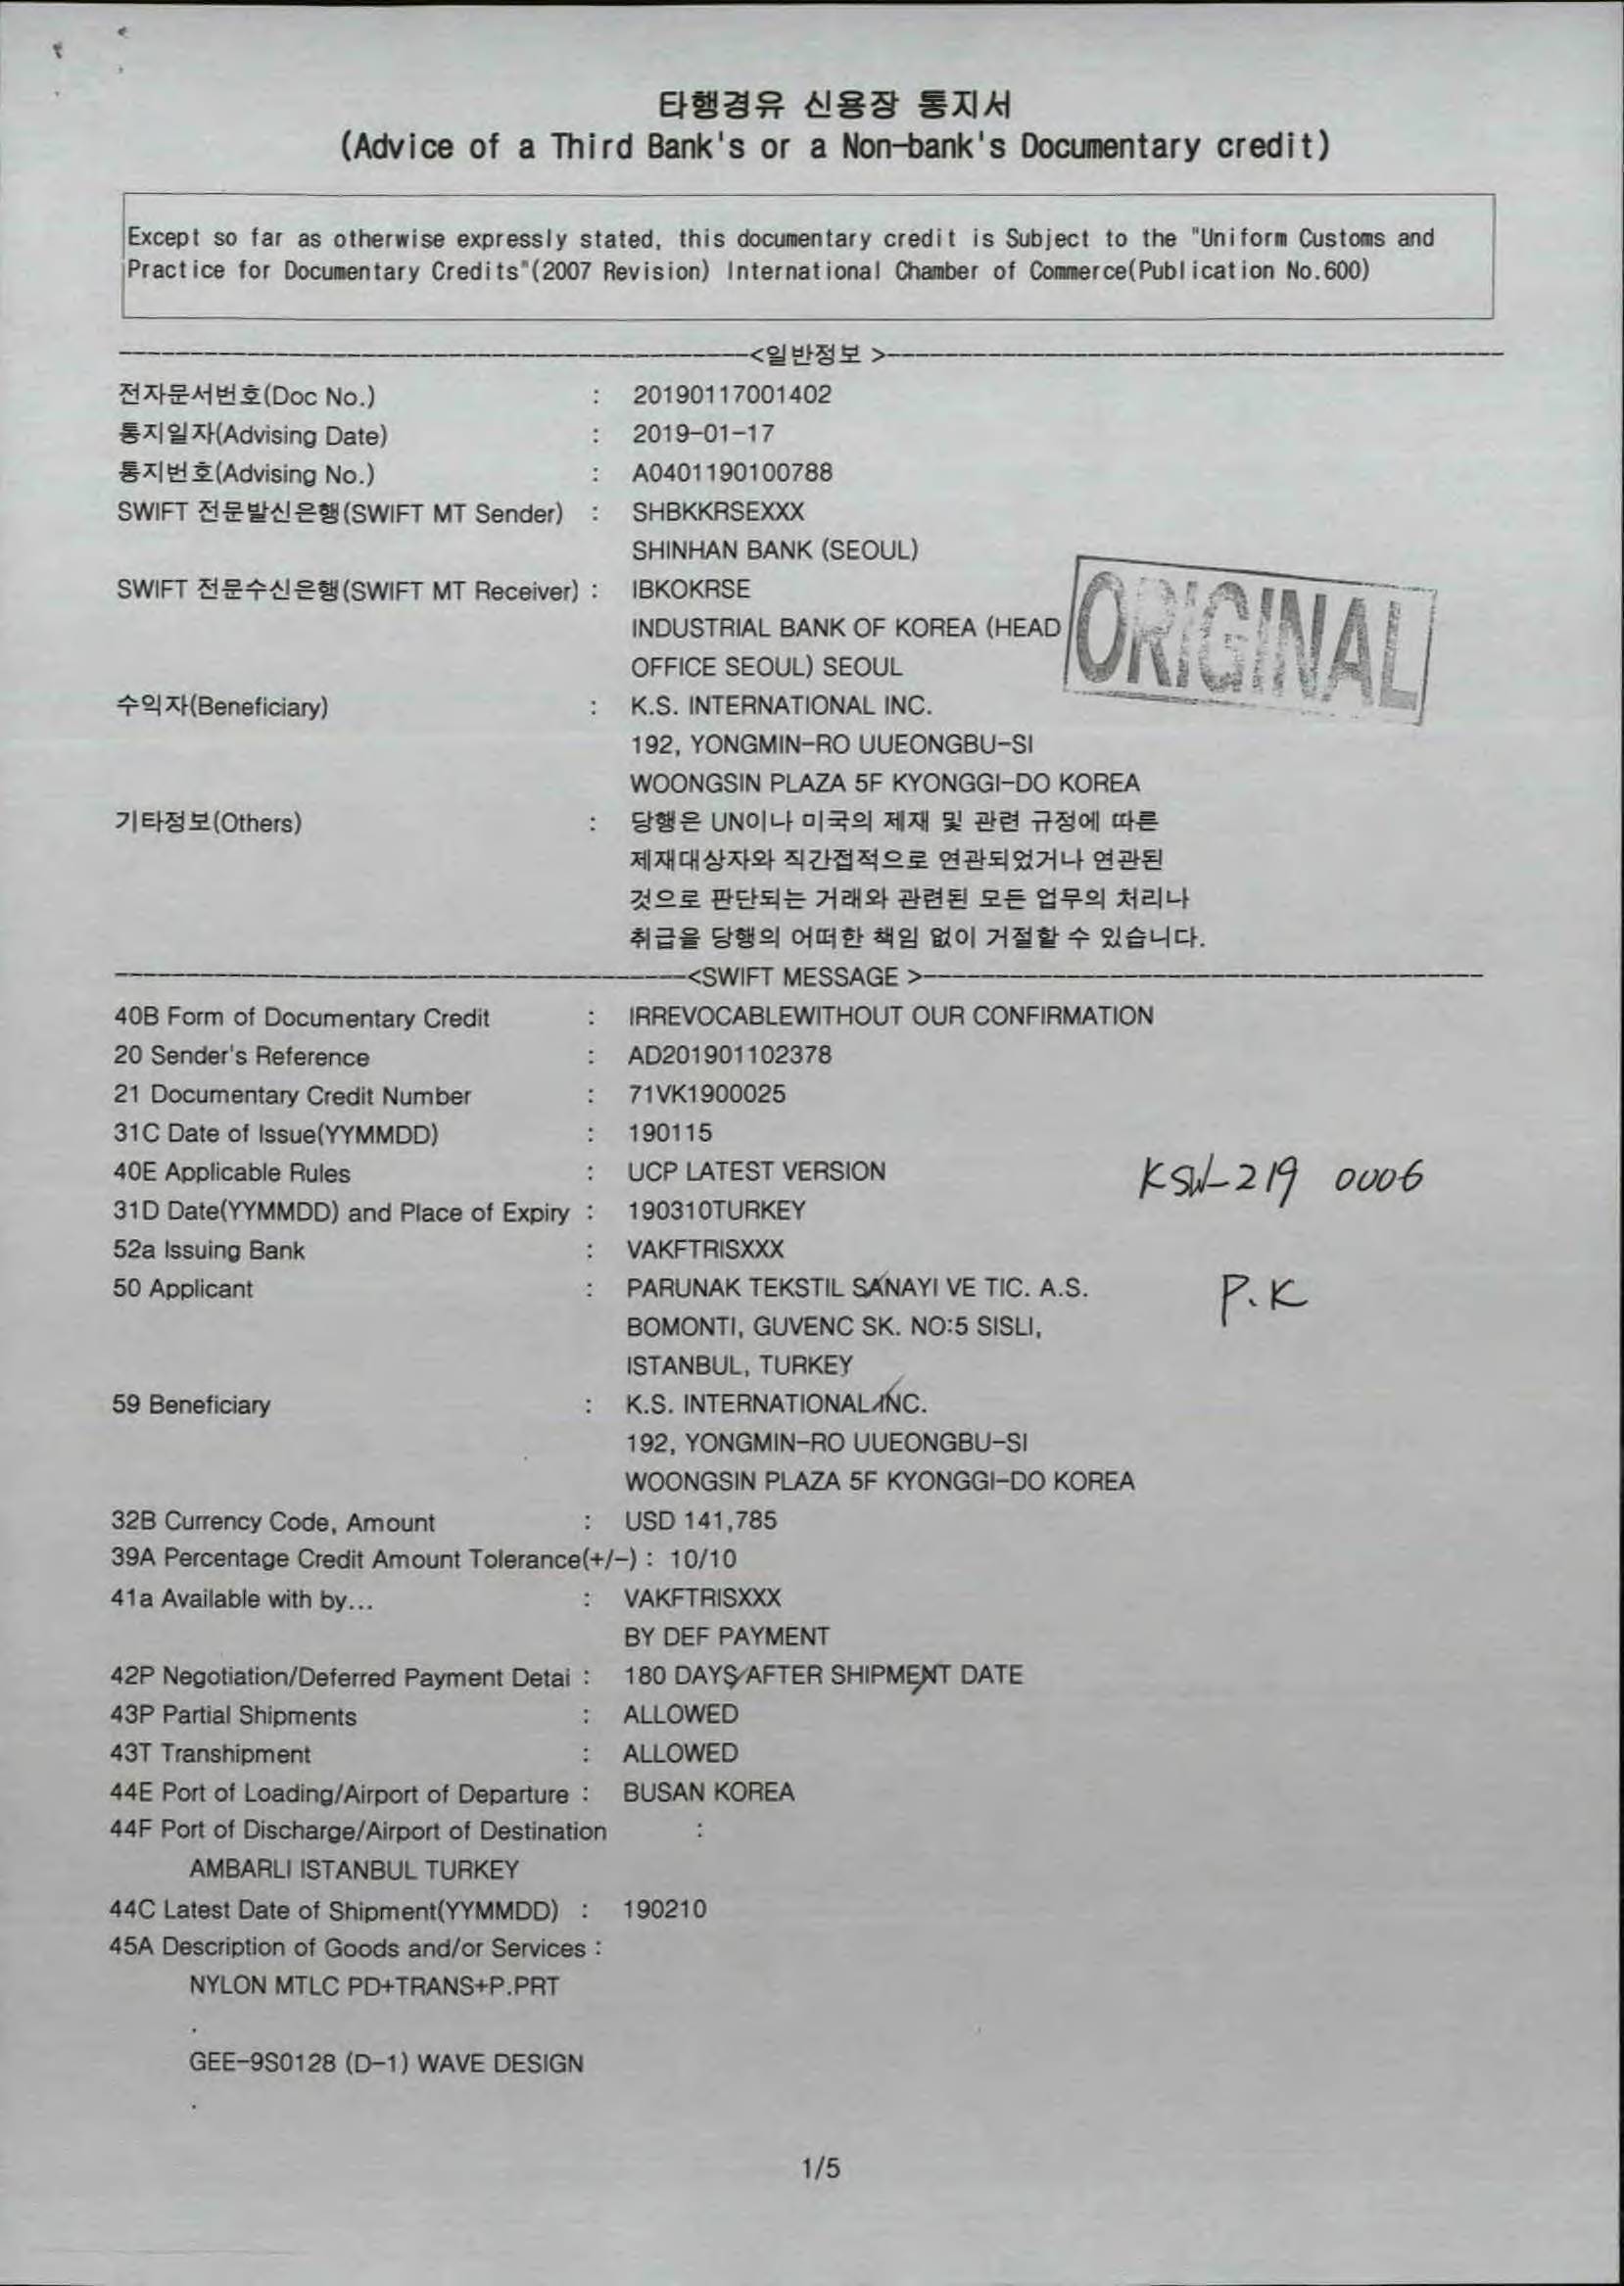 타행경유 신용장 통지서
(Advice of a Third Bank's or a Non-bank's Documentary credit)
Except so far as otherwise expressly stated, this documentary credit is Subject to the "Uniform Customs and
Practice for Documentary Credits"(2007 Revision) International Chamber of Commerce(Publication No.600)
<일반정보 >
전자문서번호(Doc No.) : 20190117001402
통지일자(Advising Date) : 2019-01-17
통지번호(Advising No.) : A0401190100788
SWIFT 전문발신은행(SWIFT MT Sender) : SHBKKRSEXXX
SHINHAN BANK (SEOUL)
SWIFT 전문수신은행(SWIFT MT Receiver) : IBKOKRSE
INDUSTRIAL BANK OF KOREA (HEAD
OFFICE SEOUL) SEOUL
ORIGINAL
수익자(Beneficiary) : K.S. INTERNATIONAL INC.
192, YONGMIN-RO UUEONGBU-SI
WOONGSIN PLAZA 5F KYONGGI-DO KOREA
기타정보(Others) : 당행은 UN이나 미국의 제재 및 관련 규정에 따른
제재대상자와 직간접적으로 연관되었거나 연관된
것으로 판단되는 거래와 관련된 모든 업무의 처리나
취급을 당행의 어떠한 책임 없이 거절할 수 있습니다.
<SWIFT MESSAGE >
40B Form of Documentary Credit : IRREVOCABLEWITHOUT OUR CONFIRMATION
20 Sender's Reference : AD201901102378
21 Documentary Credit Number : 71VK1900025
31C Date of Issue(YYMMDD) : 190115
40E Applicable Rules : UCP LATEST VERSION
219 0006
31D Date(YYMMDD) and Place of Expiry : 190310TURKEY
52a Issuing Bank : VAKFTRISXXX
50 Applicant : PARUNAK TEKSTIL SANAYI VE TIC. A.S.
P.K
BOMONTI, GUVENC SK. NO:5 SISLI,
ISTANBUL, TURKEY
59 Beneficiary : K.S. INTERNATIONAL INC.
192, YONGMIN-RO UUEONGBU-SI
WOONGSIN PLAZA 5F KYONGGI-DO KOREA
32B Currency Code, Amount : USD 141,785
39A Percentage Credit Amount Tolerance(+/-) : 10/10
41a Available with by... : VAKFTRISXXX
BY DEF PAYMENT
42P Negotiation/Deferred Payment Detai : 180 DAYS AFTER SHIPMENT DATE
43P Partial Shipments : ALLOWED
43T Transhipment : ALLOWED
44E Port of Loading/Airport of Departure : BUSAN KOREA
44F Port of Discharge/Airport of Destination :
AMBARLI ISTANBUL TURKEY
44C Latest Date of Shipment(YYMMDD) : 190210
45A Description of Goods and/or Services :
NYLON MTLC PD+TRANS+P.PRT
.
GEE-9S0128 (D-1) WAVE DESIGN
.
1/5